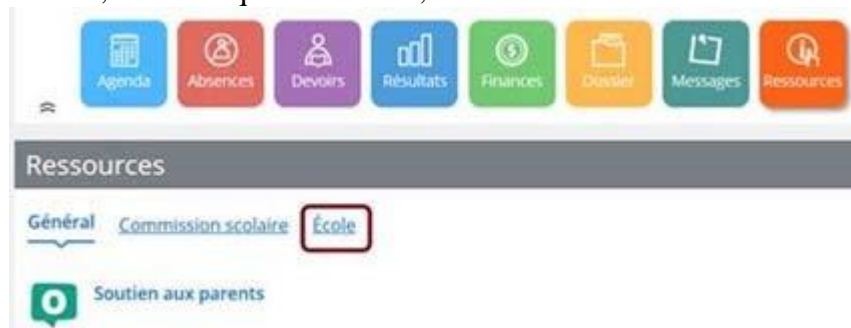 Agenda Absences Devoirs Résultats Finances Dossier Messages Ressources
Ressources
Général Commission scolaire École
Soutien aux parents